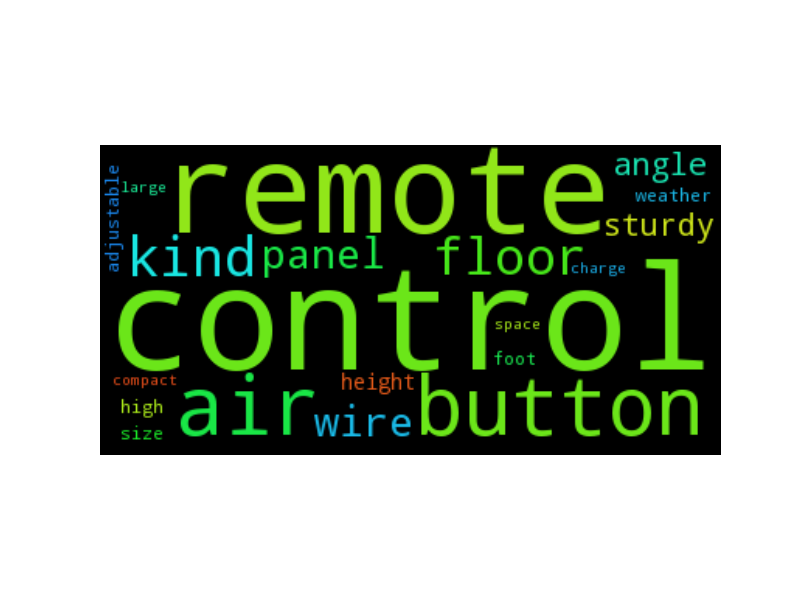 remote
angle
adjustable
large
weather
sturdy
kind
panel
floor
charge
control
space
foot
compact
height
air
button
high
wire
size